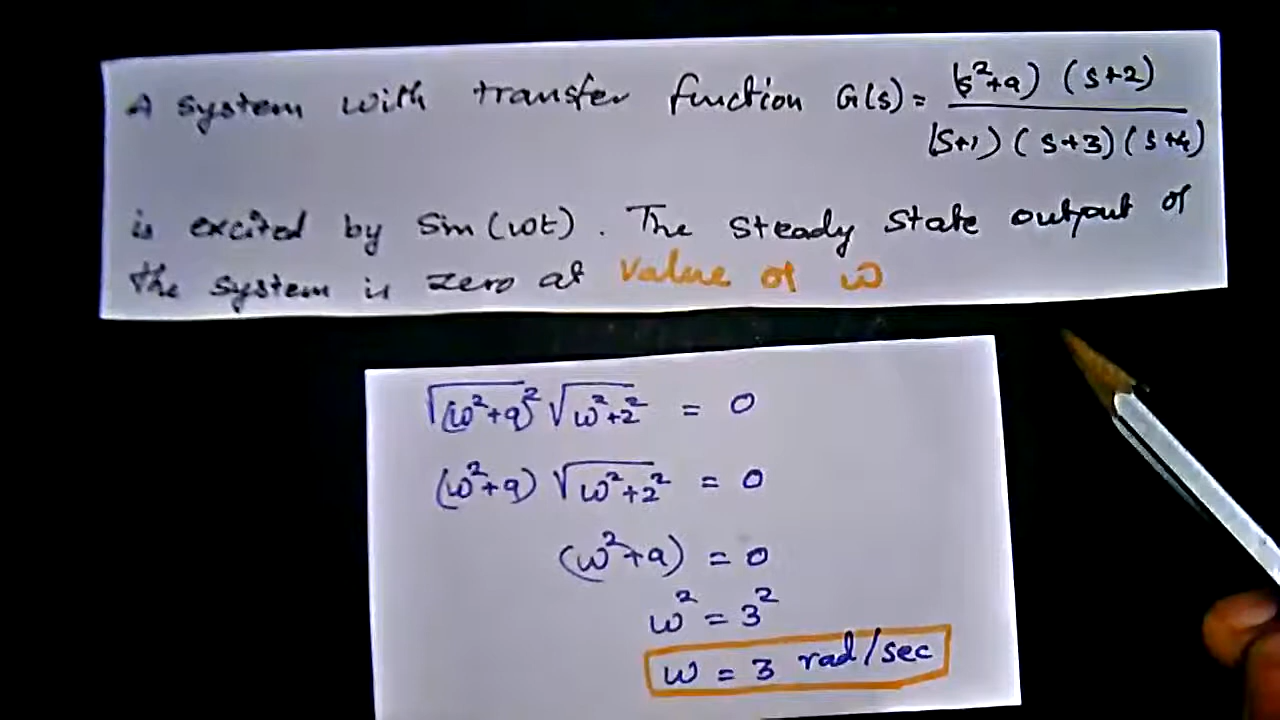 A system with transfer function G(s) = (s²+9) (s+2)
(s+1) (s+3) (s+4)
is excited by Sin(ωt). The steady state output of
the system is zero at value of ω
√(ω²+9)² √ω²+2² = 0
(ω²+9) √ω²+2² = 0
(ω²+9) = 0
ω² = 3²
ω = 3 rad/sec